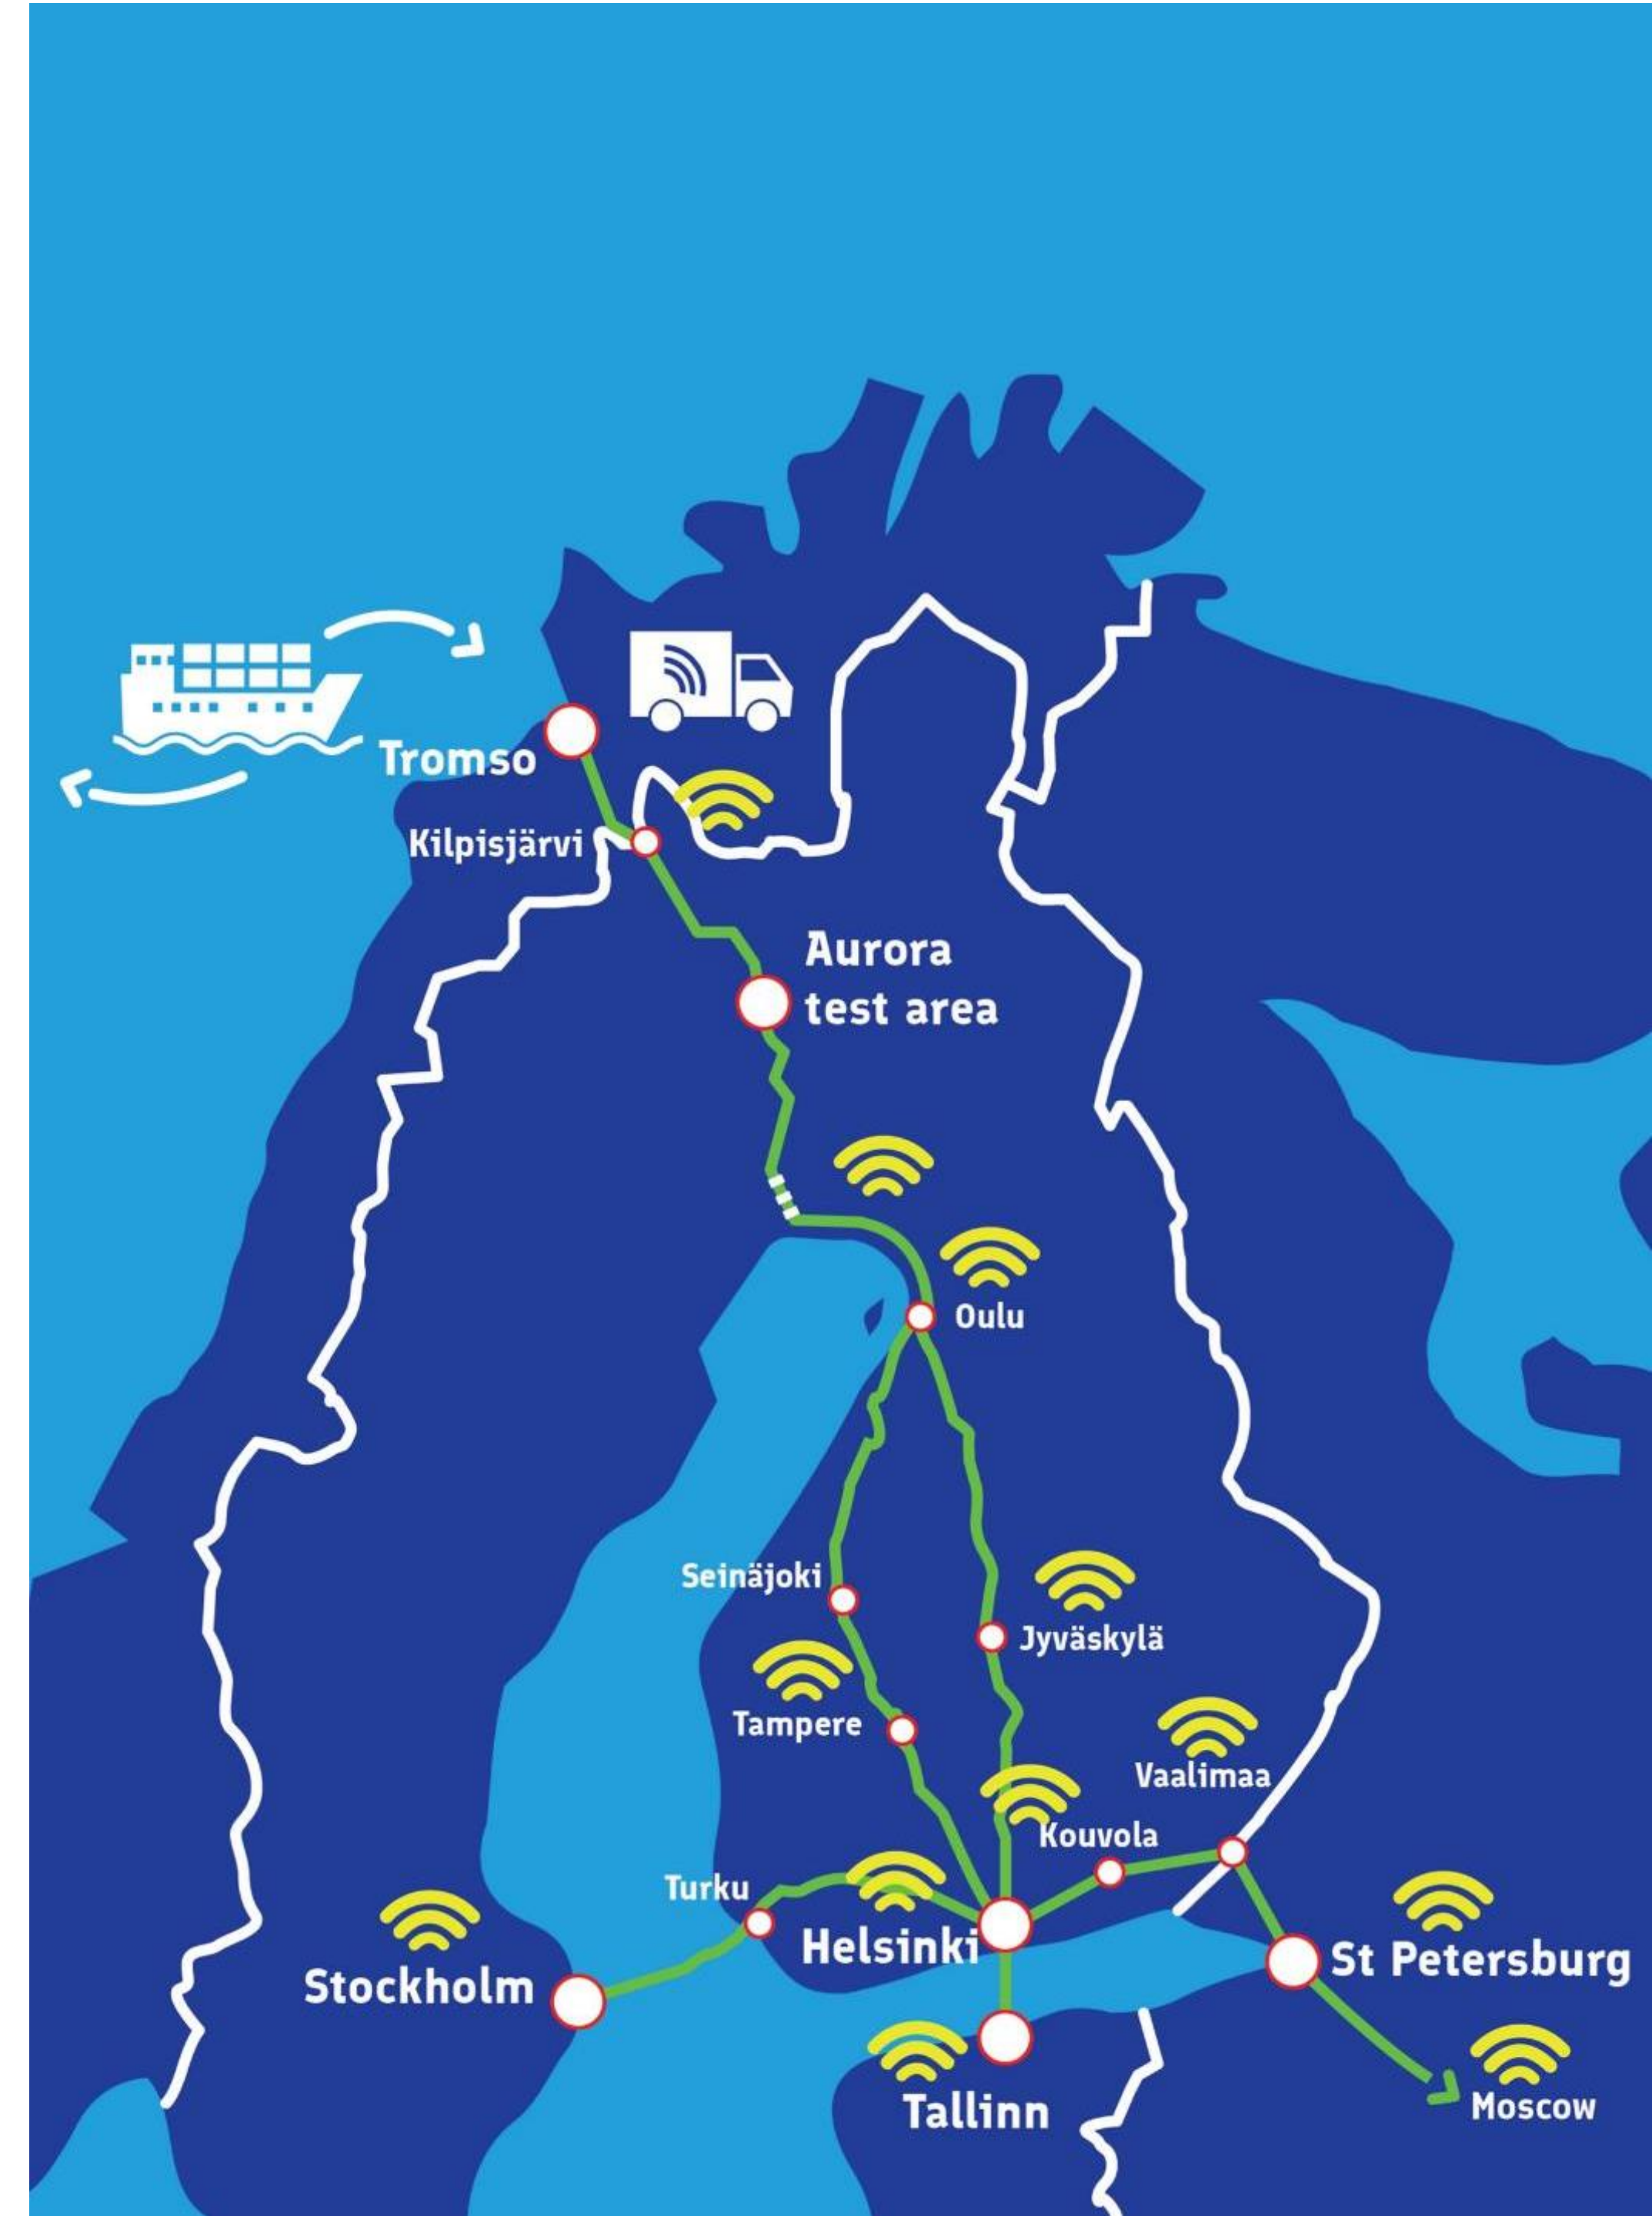 Tromso
Kilpisjärvi
Aurora
test area
Oulu
Seinäjoki
Jyväskylä
Tampere
Vaalimaa
Kouvola
Turku
Helsinki
St Petersburg
Stockholm
Tallinn
Moscow